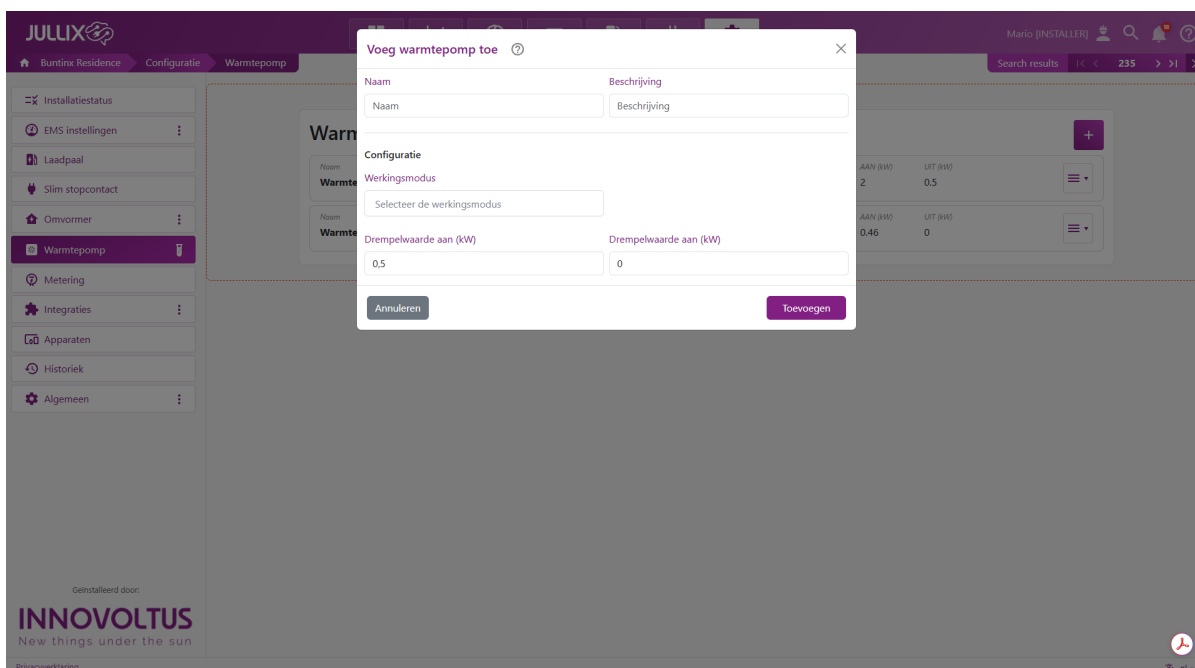 JULLIX
Mario [INSTALLER]
Buntinx Residence Configuratie Warmtepomp
Search results 235
Installatiestatus
EMS instellingen
Laadpaal
Slim stopcontact
Omvormer
Warmtepomp
Metering
Integraties
Apparaten
Historiek
Algemeen
Geïnstalleerd door:
INNOVOLTUS
New things under the sun
Privacyverklaring
Voeg warmtepomp toe
Naam Beschrijving
Naam Beschrijving
Configuratie
Werkingsmodus
Selecteer de werkingsmodus
Drempelwaarde aan (kW) Drempelwaarde aan (kW)
0,5 0
Annuleren Toevoegen
Warm
+
Naam AAN (kW) UIT (kW)
Warmte 2 0.5
Naam AAN (kW) UIT (kW)
Warmte 0.46 0